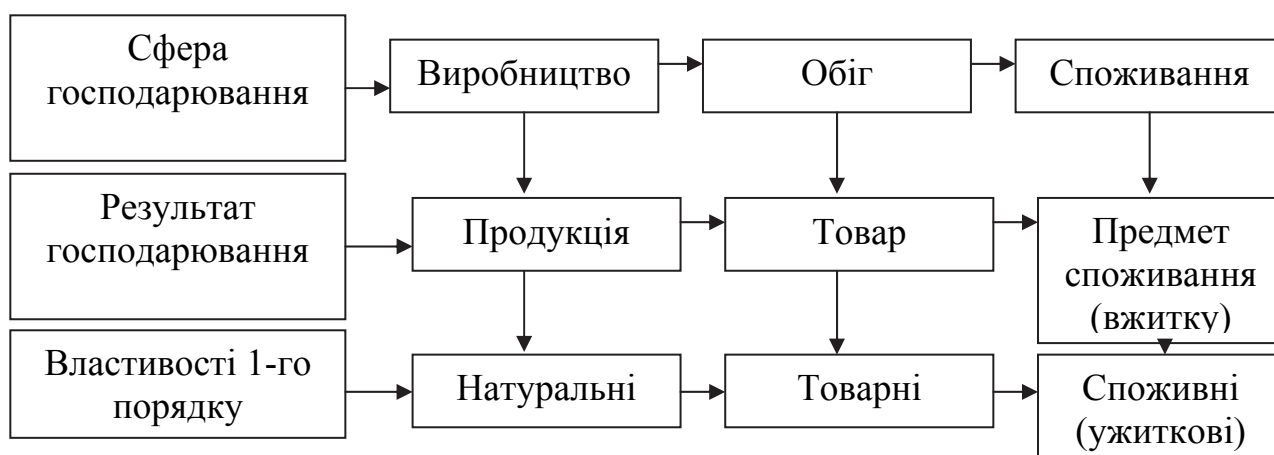 Сфера
господарювання
Виробництво
Обіг
Споживання
Результат
господарювання
Продукція
Товар
Предмет
споживання
(вжитку)
Властивості 1-го
порядку
Натуральні
Товарні
Споживні
(ужиткові)